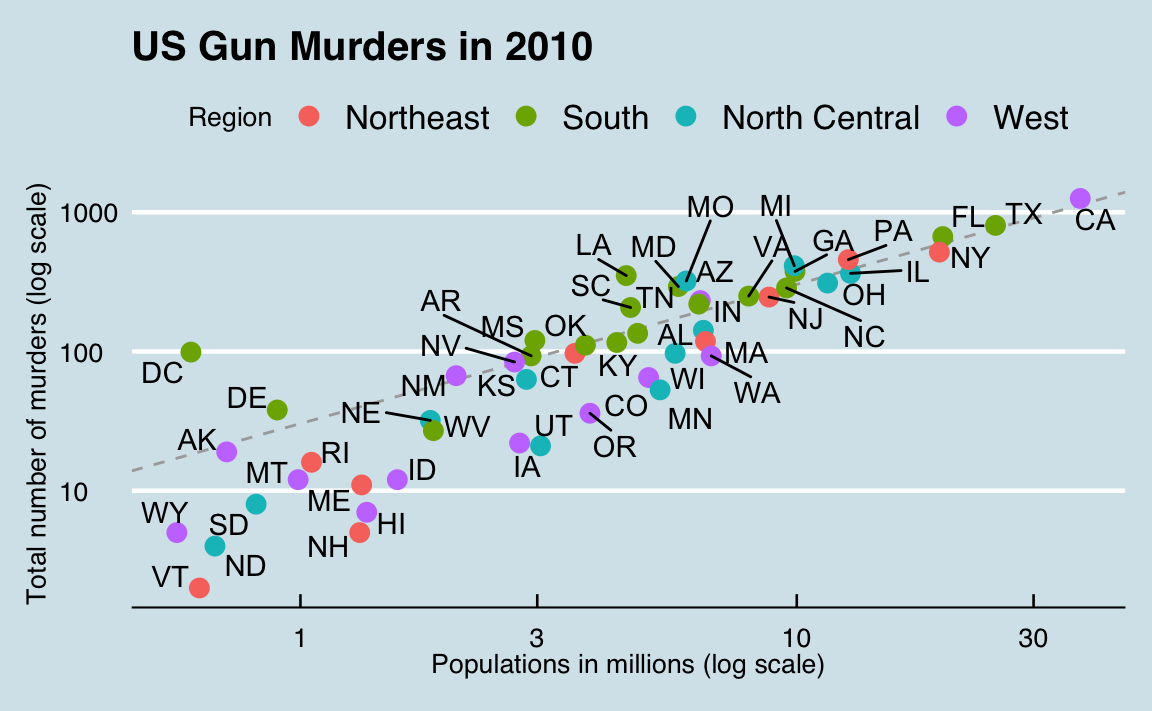 US Gun Murders in 2010
Region Northeast South North Central West
Total number of murders (log scale)
1000
100
10
MO MI
LA MD VA GA PA FL TX CA
SC TN AZ IL NY
AR IN OH
MS OK AL NJ NC
NV KY MA
DC NM KS CT WI WA
DE NE WV CO MN
AK UT OR
RI IA
MT ID
ME
WY SD HI
NH
VT ND
1 3 10 30
Populations in millions (log scale)